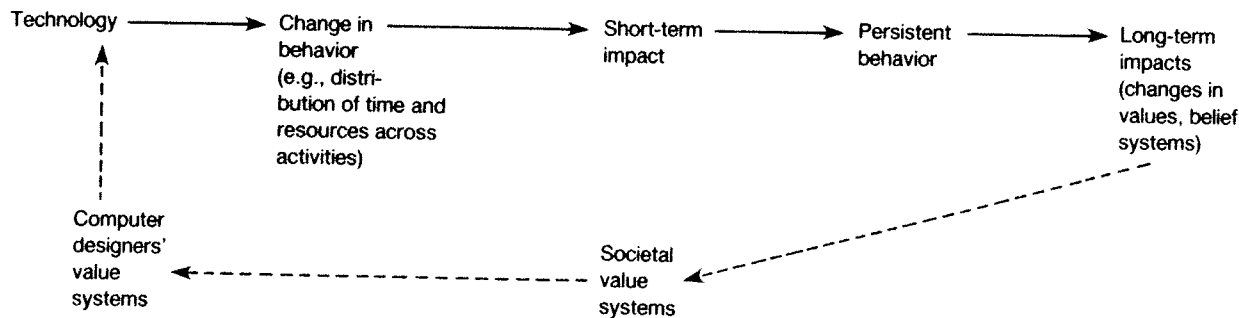 Technology
Change in
behavior
(e.g., distri-
bution of time and
resources across
activities)
Short-term
impact
Persistent
behavior
Long-term
impacts
(changes in
values, belief
systems)
Computer
designers'
value
systems
Societal
value
systems